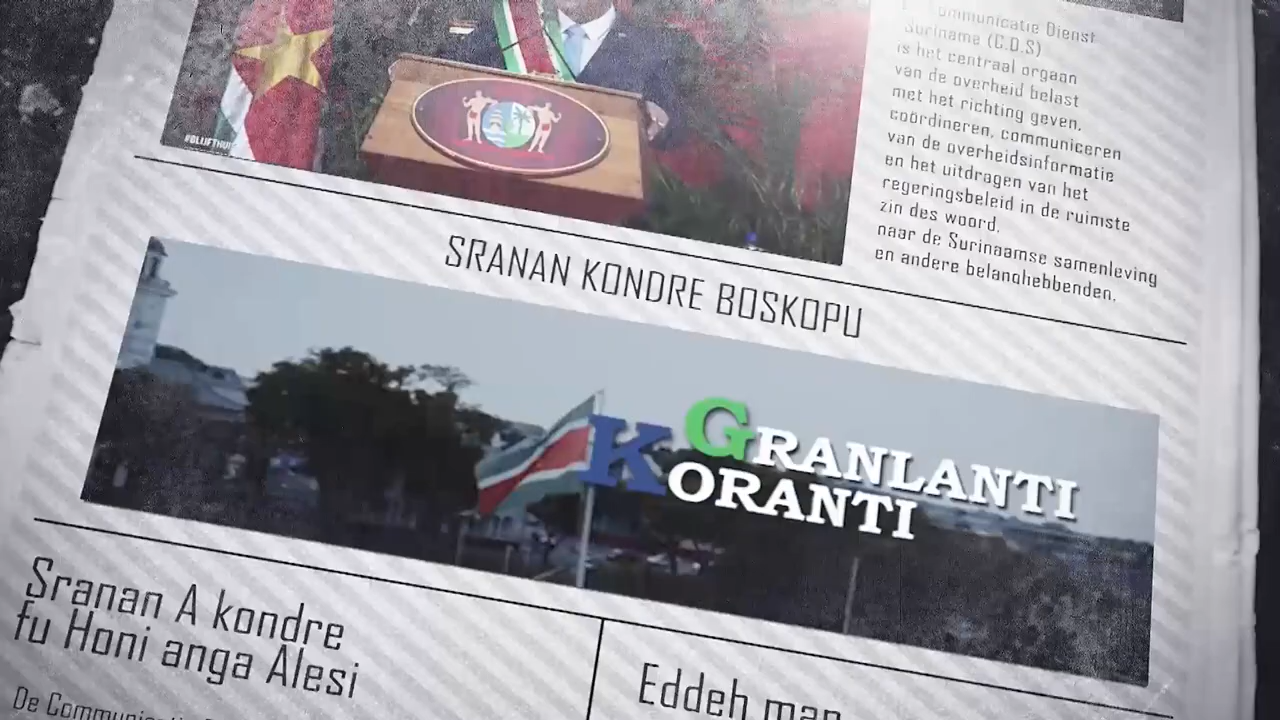 #BLIJFTHUI
Communicatie Dienst
Suriname (C.D.S)
is het centraal orgaan
van de overheid belast
met het richting geven,
coördineren, communiceren
van de overheidsinformatie
en het uitdragen van het
regeringsbeleid in de ruimste
zin des woord,
naar de Surinaamse samenleving
en andere belanghebbenden.
SRANAN KONDRE BOSKOPU
GRANLANTI
KORANTI
Sranan A kondre
fu Honi anga Alesi
De
Eddeh man